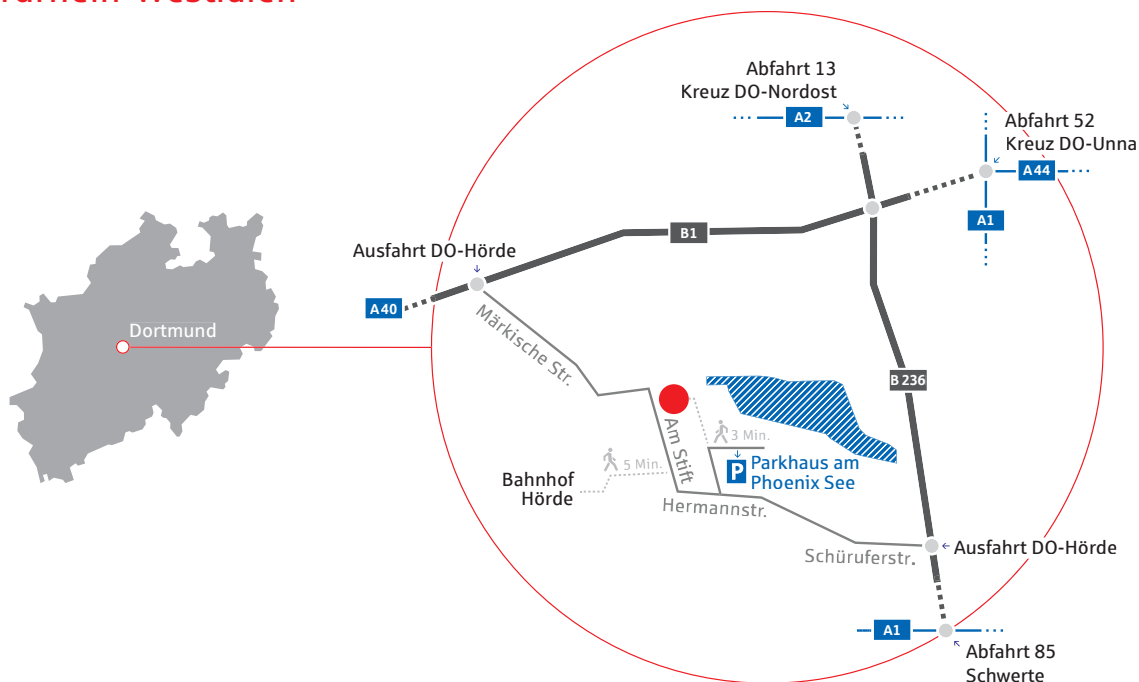 Abfahrt 13
Kreuz DO-Nordost
A2
Abfahrt 52
Kreuz DO-Unna
A44
A1
B1
Ausfahrt DO-Hörde
A40
Dortmund
Märkische Str.
B 236
Am Stift
3 Min.
5 Min.
P
Parkhaus am
Phoenix See
Bahnhof
Hörde
Hermannstr.
Schüruferstr.
Ausfahrt DO-Hörde
A1
Abfahrt 85
Schwerte